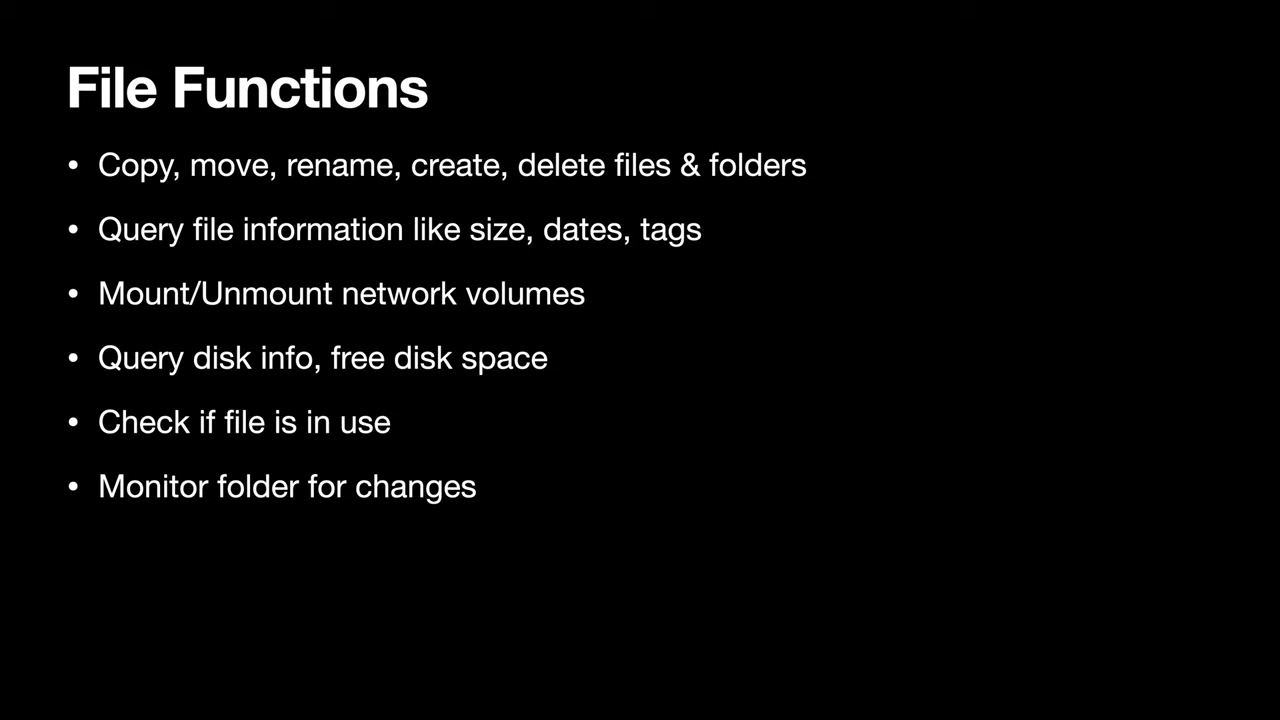 File Functions
• Copy, move, rename, create, delete files & folders
• Query file information like size, dates, tags
• Mount/Unmount network volumes
• Query disk info, free disk space
• Check if file is in use
• Monitor folder for changes